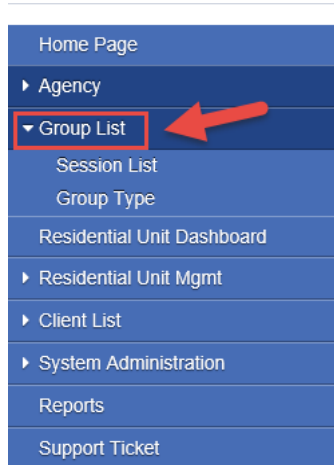 Home Page
Agency
Group List
Session List
Group Type
Residential Unit Dashboard
Residential Unit Mgmt
Client List
System Administration
Reports
Support Ticket